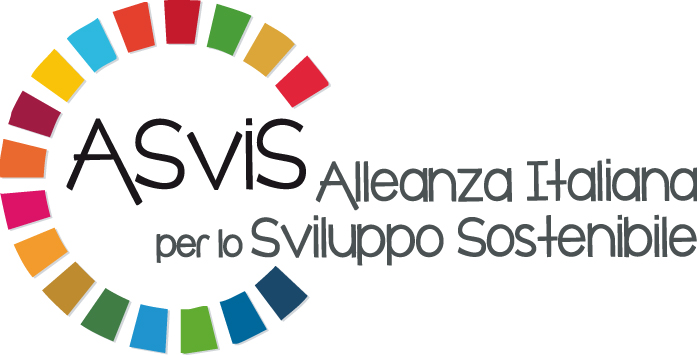 ASviS
Alleanza Italiana
per lo Sviluppo Sostenibile